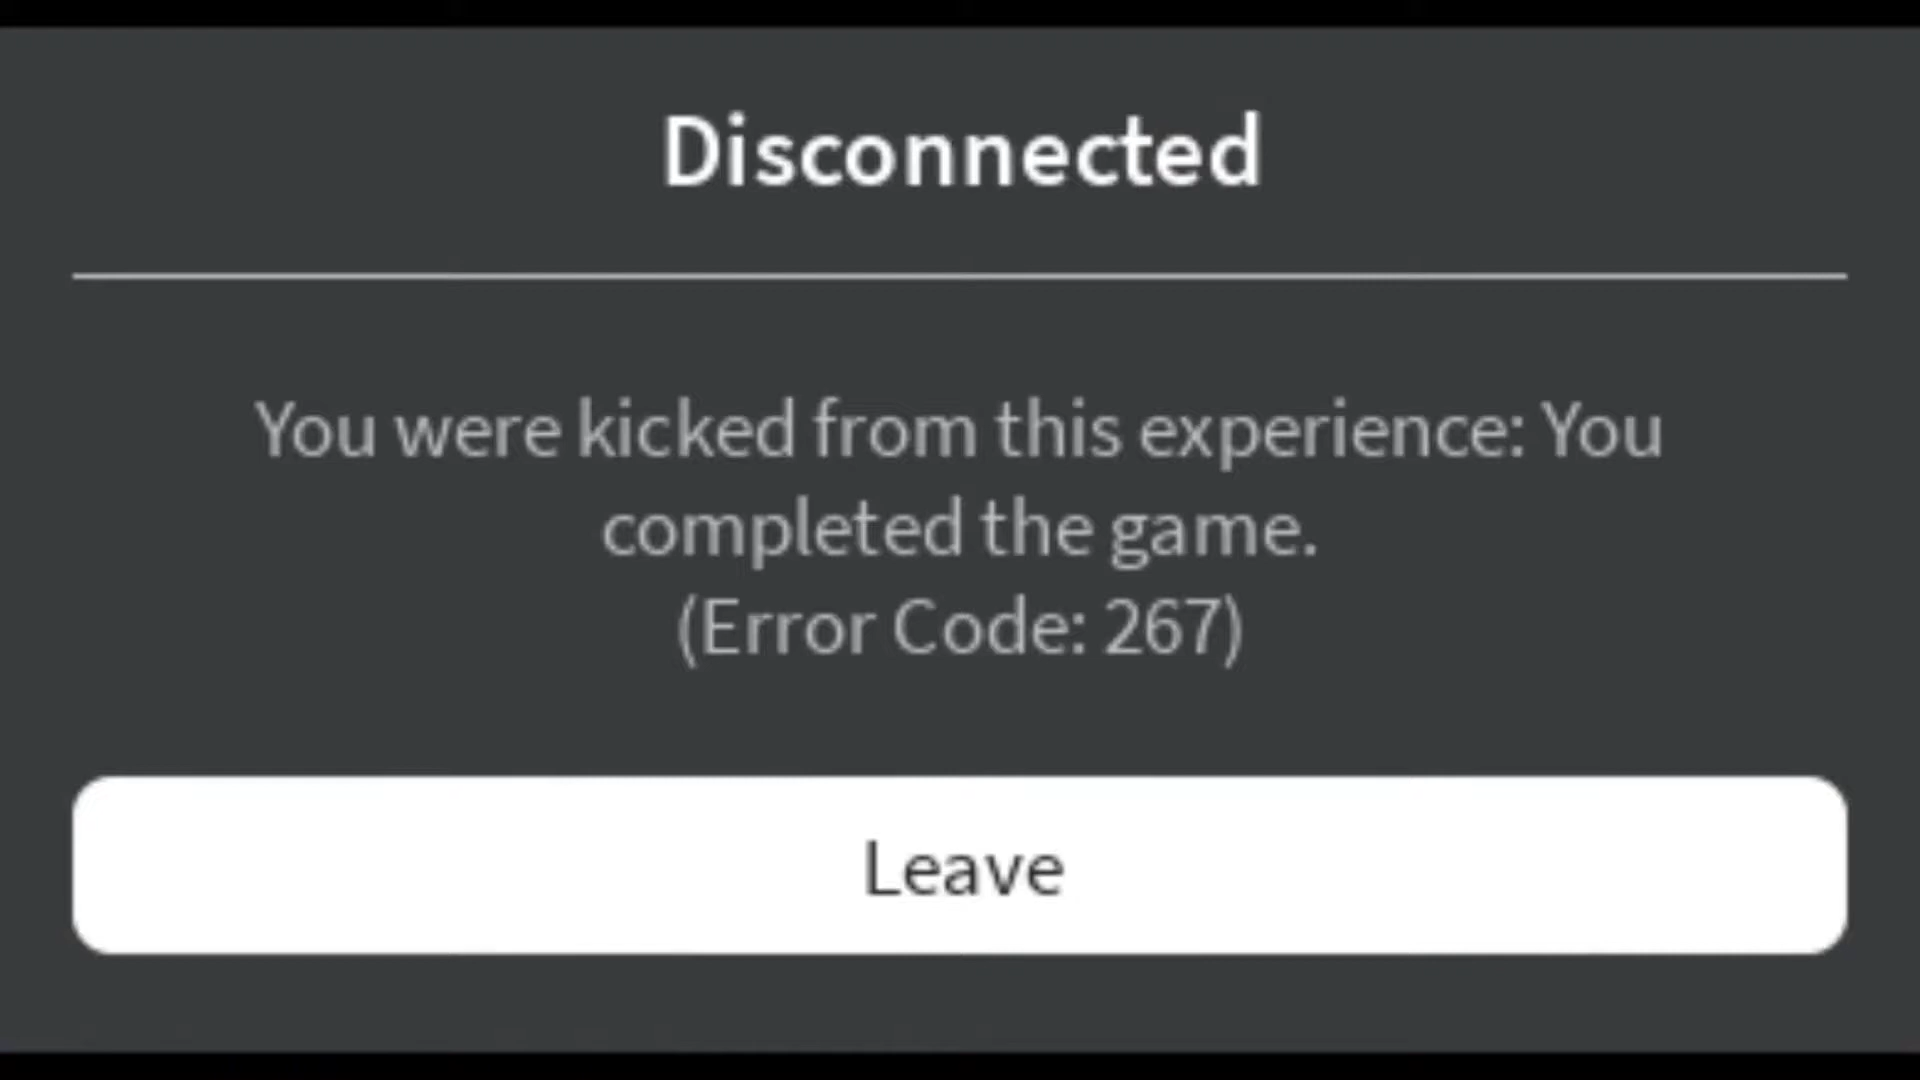 Disconnected
You were kicked from this experience: You
completed the game.
(Error Code: 267)
Leave